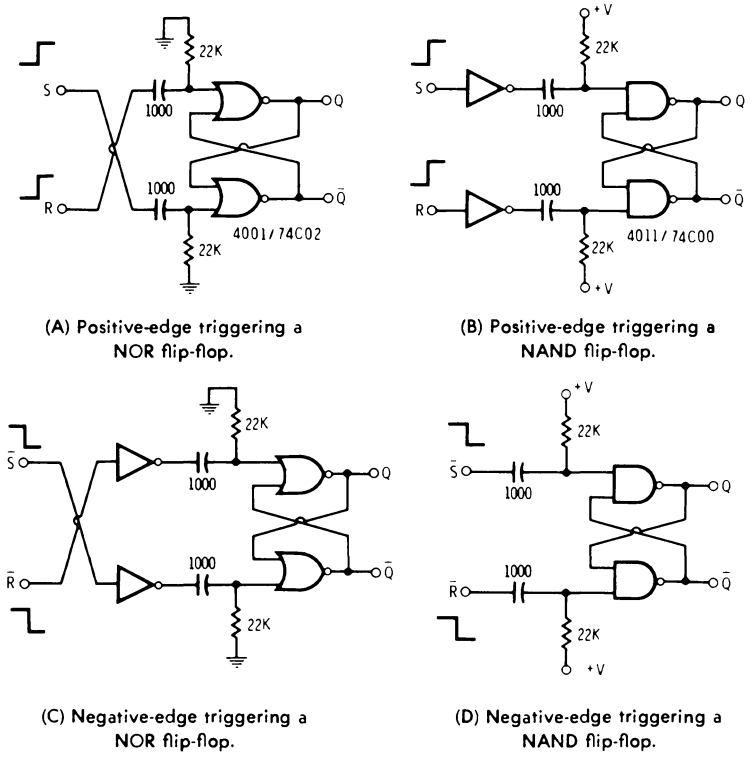 +V
22K
22K
S
Q
S
Q
1000
1000
1000
1000
R
Q̄
R
Q̄
4001/74C02
4011/74C00
22K
22K
+V
(A) Positive-edge triggering a
NOR flip-flop.
(B) Positive-edge triggering a
NAND flip-flop.
+V
22K
22K
S̄
Q
S̄
Q
1000
1000
1000
1000
R̄
Q̄
R̄
Q̄
22K
22K
+V
(C) Negative-edge triggering a
NOR flip-flop.
(D) Negative-edge triggering a
NAND flip-flop.